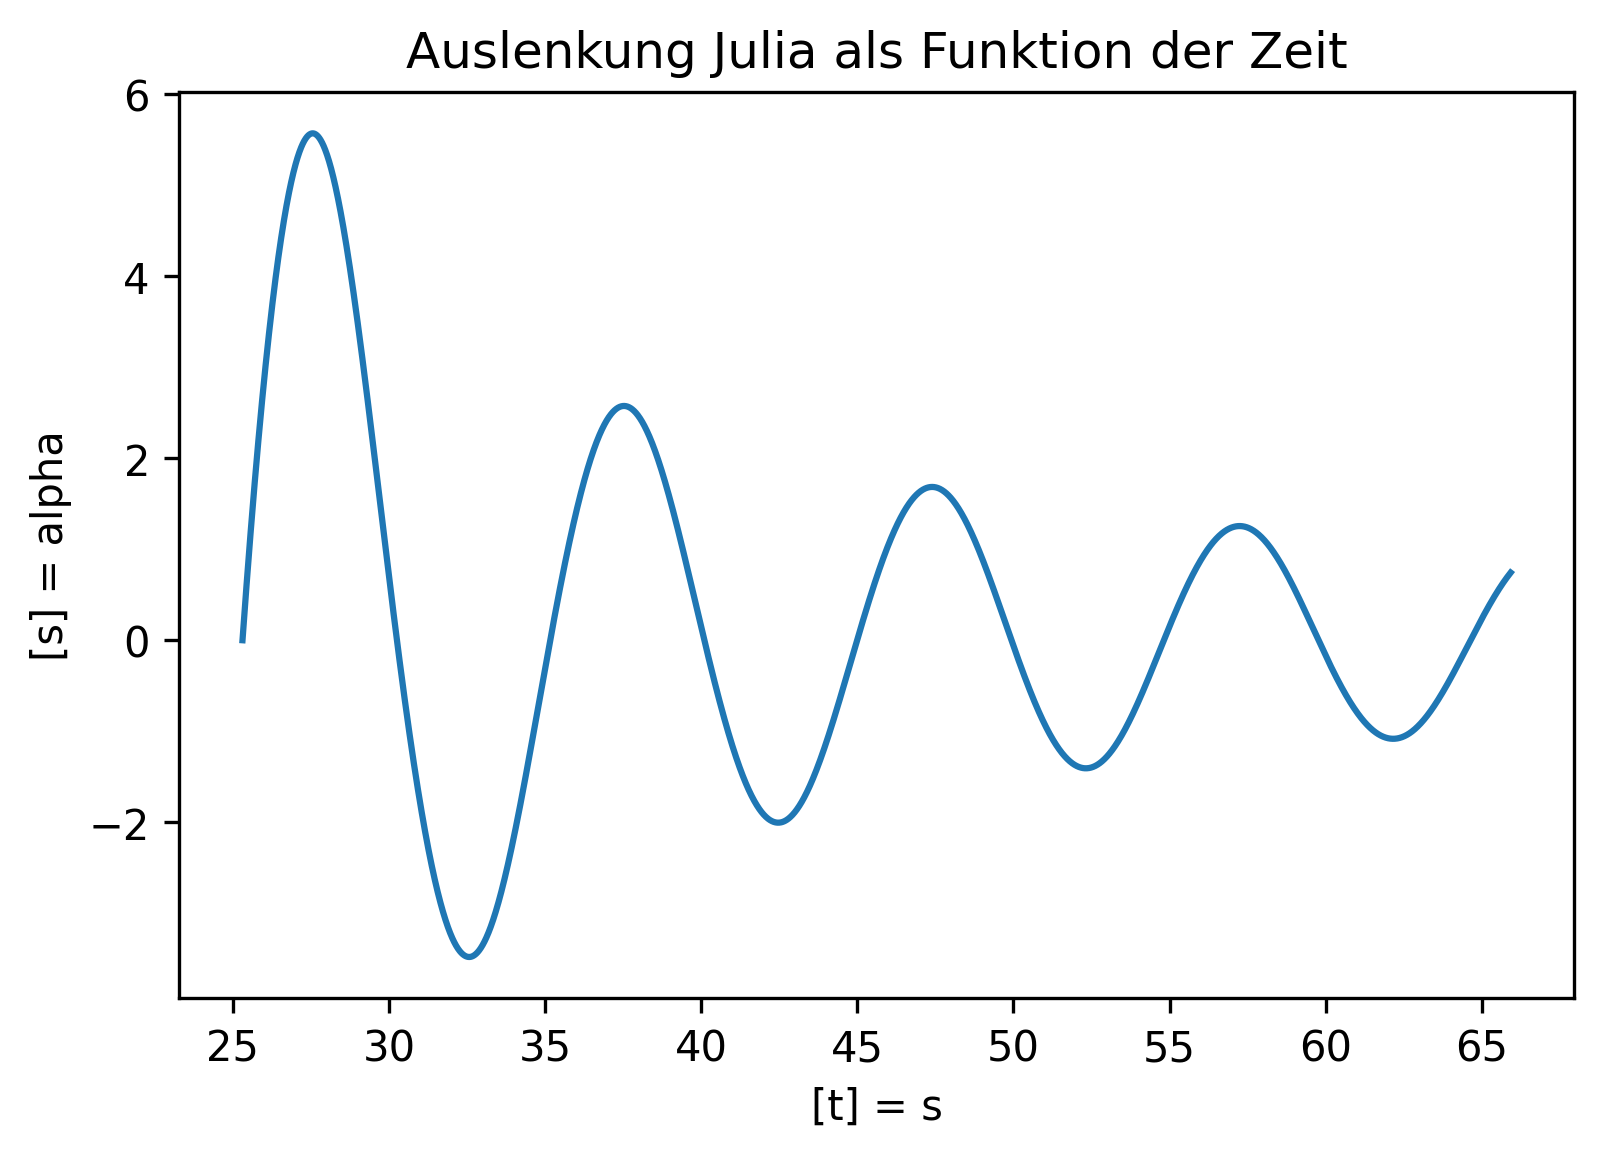 Auslenkung Julia als Funktion der Zeit
6
4
2
0
−2
[s] = alpha
25 30 35 40 45 50 55 60 65
[t] = s